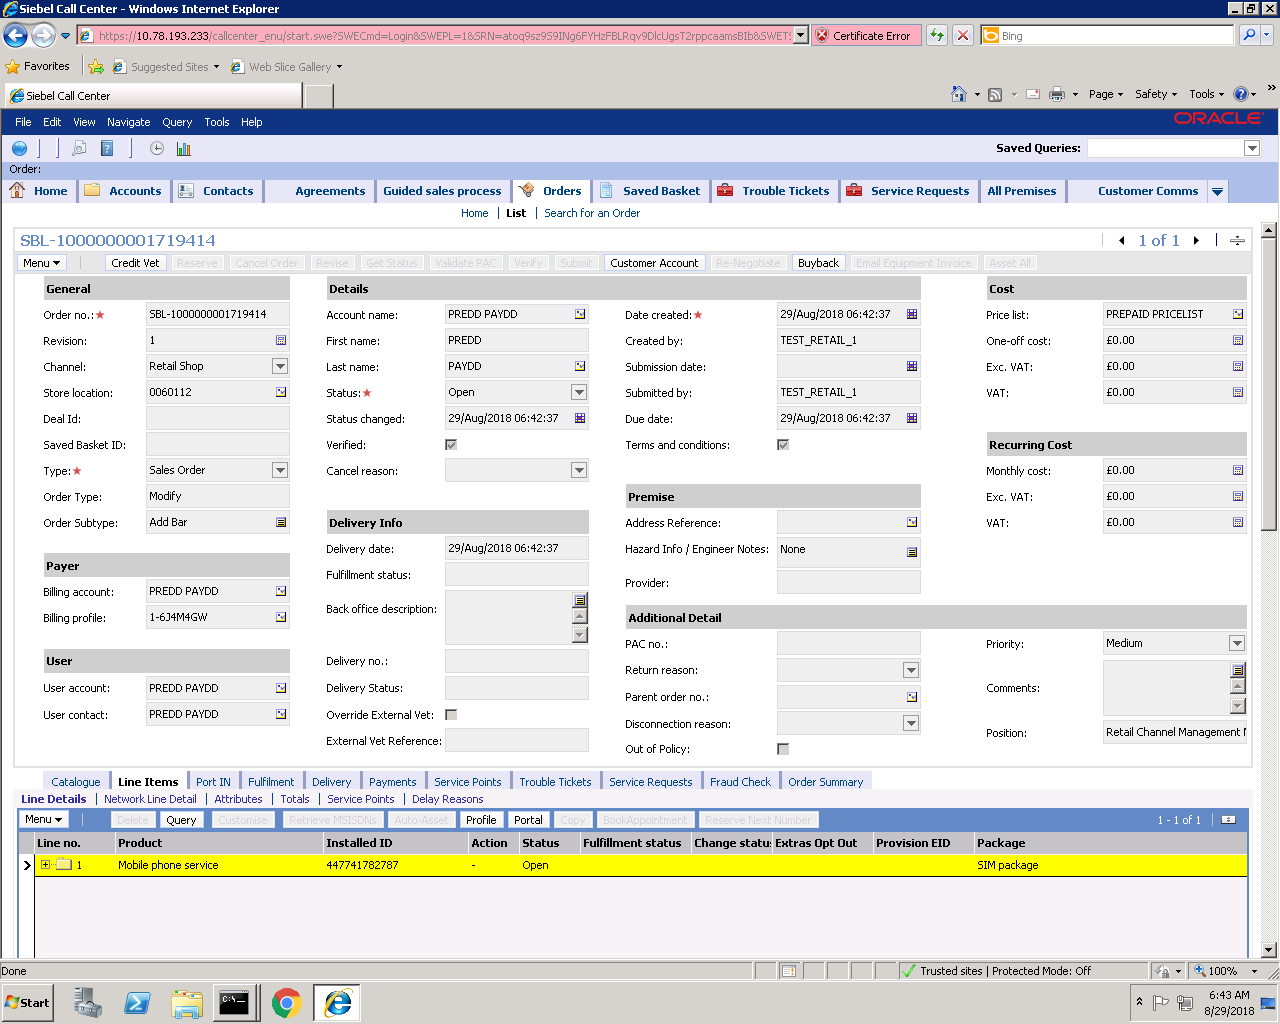 Siebel Call Center - Windows Internet Explorer
https://10.78.193.233/callcenter_enu/start.swe?SWECmd=Login&SWEPL=1&SRN=atoq9sz9S9INg6FYHzFBLRqv9DlcUgsT2rppcaamsBIb&SWETS
Certificate Error
Bing
Favorites
Suggested Sites
Web Slice Gallery
Siebel Call Center
Page
Safety
Tools
File Edit View Navigate Query Tools Help
ORACLE
Saved Queries:
Order:
Home
Accounts
Contacts
Agreements
Guided sales process
Orders
Saved Basket
Trouble Tickets
Service Requests
All Premises
Customer Comms
Home | List | Search for an Order
SBL-1000000001719414
1 of 1
Menu
Credit Vet
Reserve
Cancel Order
Revise
Get Status
Validate PAC
Verify
Submit
Customer Account
Re-Negotiate
Buyback
Email Equipment Invoice
Asset All
General
Order no.:★ SBL-1000000001719414
Revision: 1
Channel: Retail Shop
Store location: 0060112
Deal Id:
Saved Basket ID:
Type:★ Sales Order
Order Type: Modify
Order Subtype: Add Bar
Payer
Billing account: PREDD PAYDD
Billing profile: 1-6J4M4GW
User
User account: PREDD PAYDD
User contact: PREDD PAYDD
Details
Account name: PREDD PAYDD
First name: PREDD
Last name: PAYDD
Status:★ Open
Status changed: 29/Aug/2018 06:42:37
Verified:
Cancel reason:
Delivery Info
Delivery date: 29/Aug/2018 06:42:37
Fulfillment status:
Back office description:
Delivery no.:
Delivery Status:
Override External Vet:
External Vet Reference:
Date created:★ 29/Aug/2018 06:42:37
Created by: TEST_RETAIL_1
Submission date:
Submitted by: TEST_RETAIL_1
Due date: 29/Aug/2018 06:42:37
Terms and conditions:
Premise
Address Reference:
Hazard Info / Engineer Notes: None
Provider:
Additional Detail
PAC no.:
Return reason:
Parent order no.:
Disconnection reason:
Out of Policy:
Cost
Price list: PREPAID PRICELIST
One-off cost: £0.00
Exc. VAT: £0.00
VAT: £0.00
Recurring Cost
Monthly cost: £0.00
Exc. VAT: £0.00
VAT: £0.00
Priority: Medium
Comments:
Position: Retail Channel Management
Catalogue
Line Items
Port IN
Fulfilment
Delivery
Payments
Service Points
Trouble Tickets
Service Requests
Fraud Check
Order Summary
Line Details | Network Line Detail | Attributes | Totals | Service Points | Delay Reasons
Menu
Delete
Query
Customise
Retrieve MSISDNs
Auto-Asset
Profile
Portal
Copy
BookAppointment
Reserve Next Number
1 - 1 of 1
Line no. Product Installed ID Action Status Fulfillment status Change status Extras Opt Out Provision EID Package
1 Mobile phone service 447741782787 - Open SIM package
Done
Trusted sites | Protected Mode: Off
100%
Start
C:\.
6:43 AM
8/29/2018